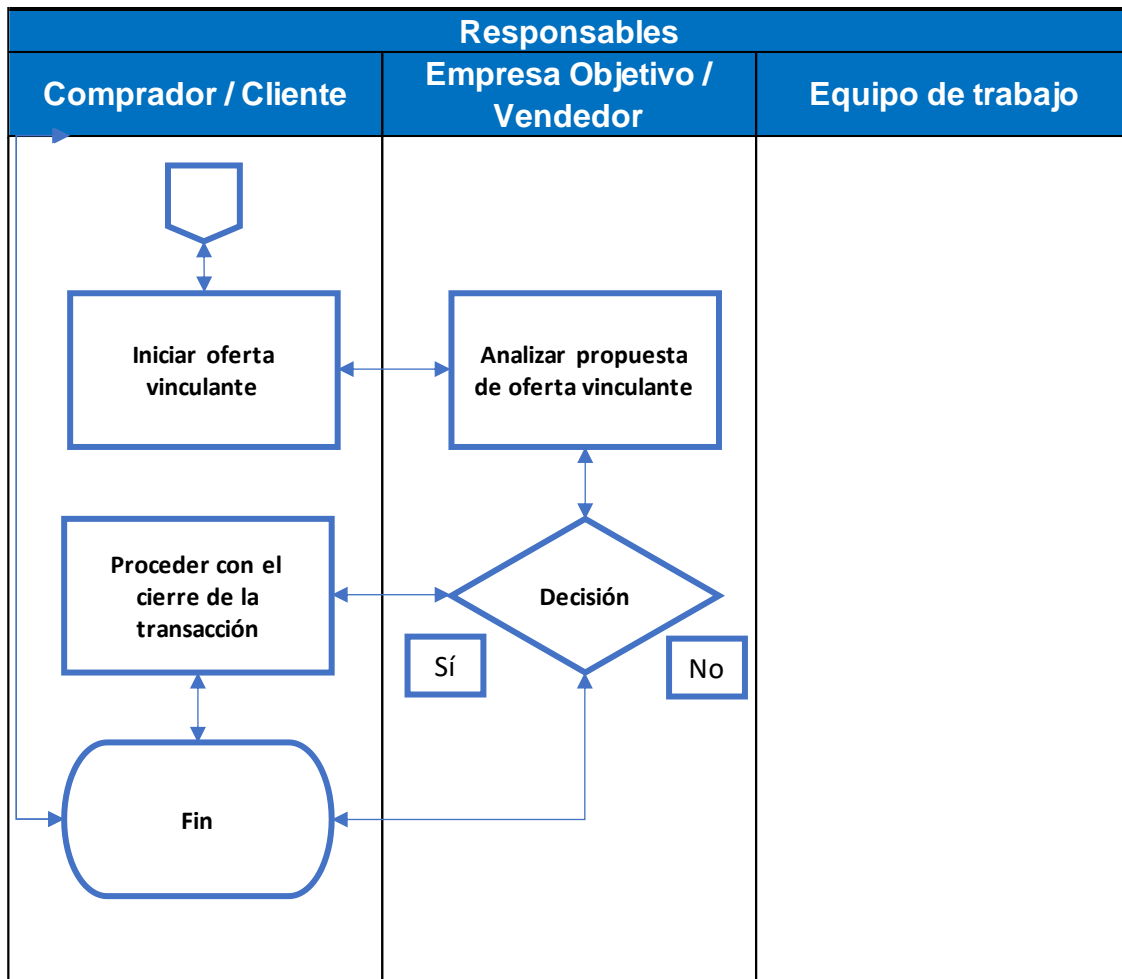 Responsables
Comprador / Cliente
Empresa Objetivo /
Vendedor
Equipo de trabajo
Iniciar oferta
vinculante
Analizar propuesta
de oferta vinculante
Proceder con el
cierre de la
transacción
Decisión
Sí
No
Fin